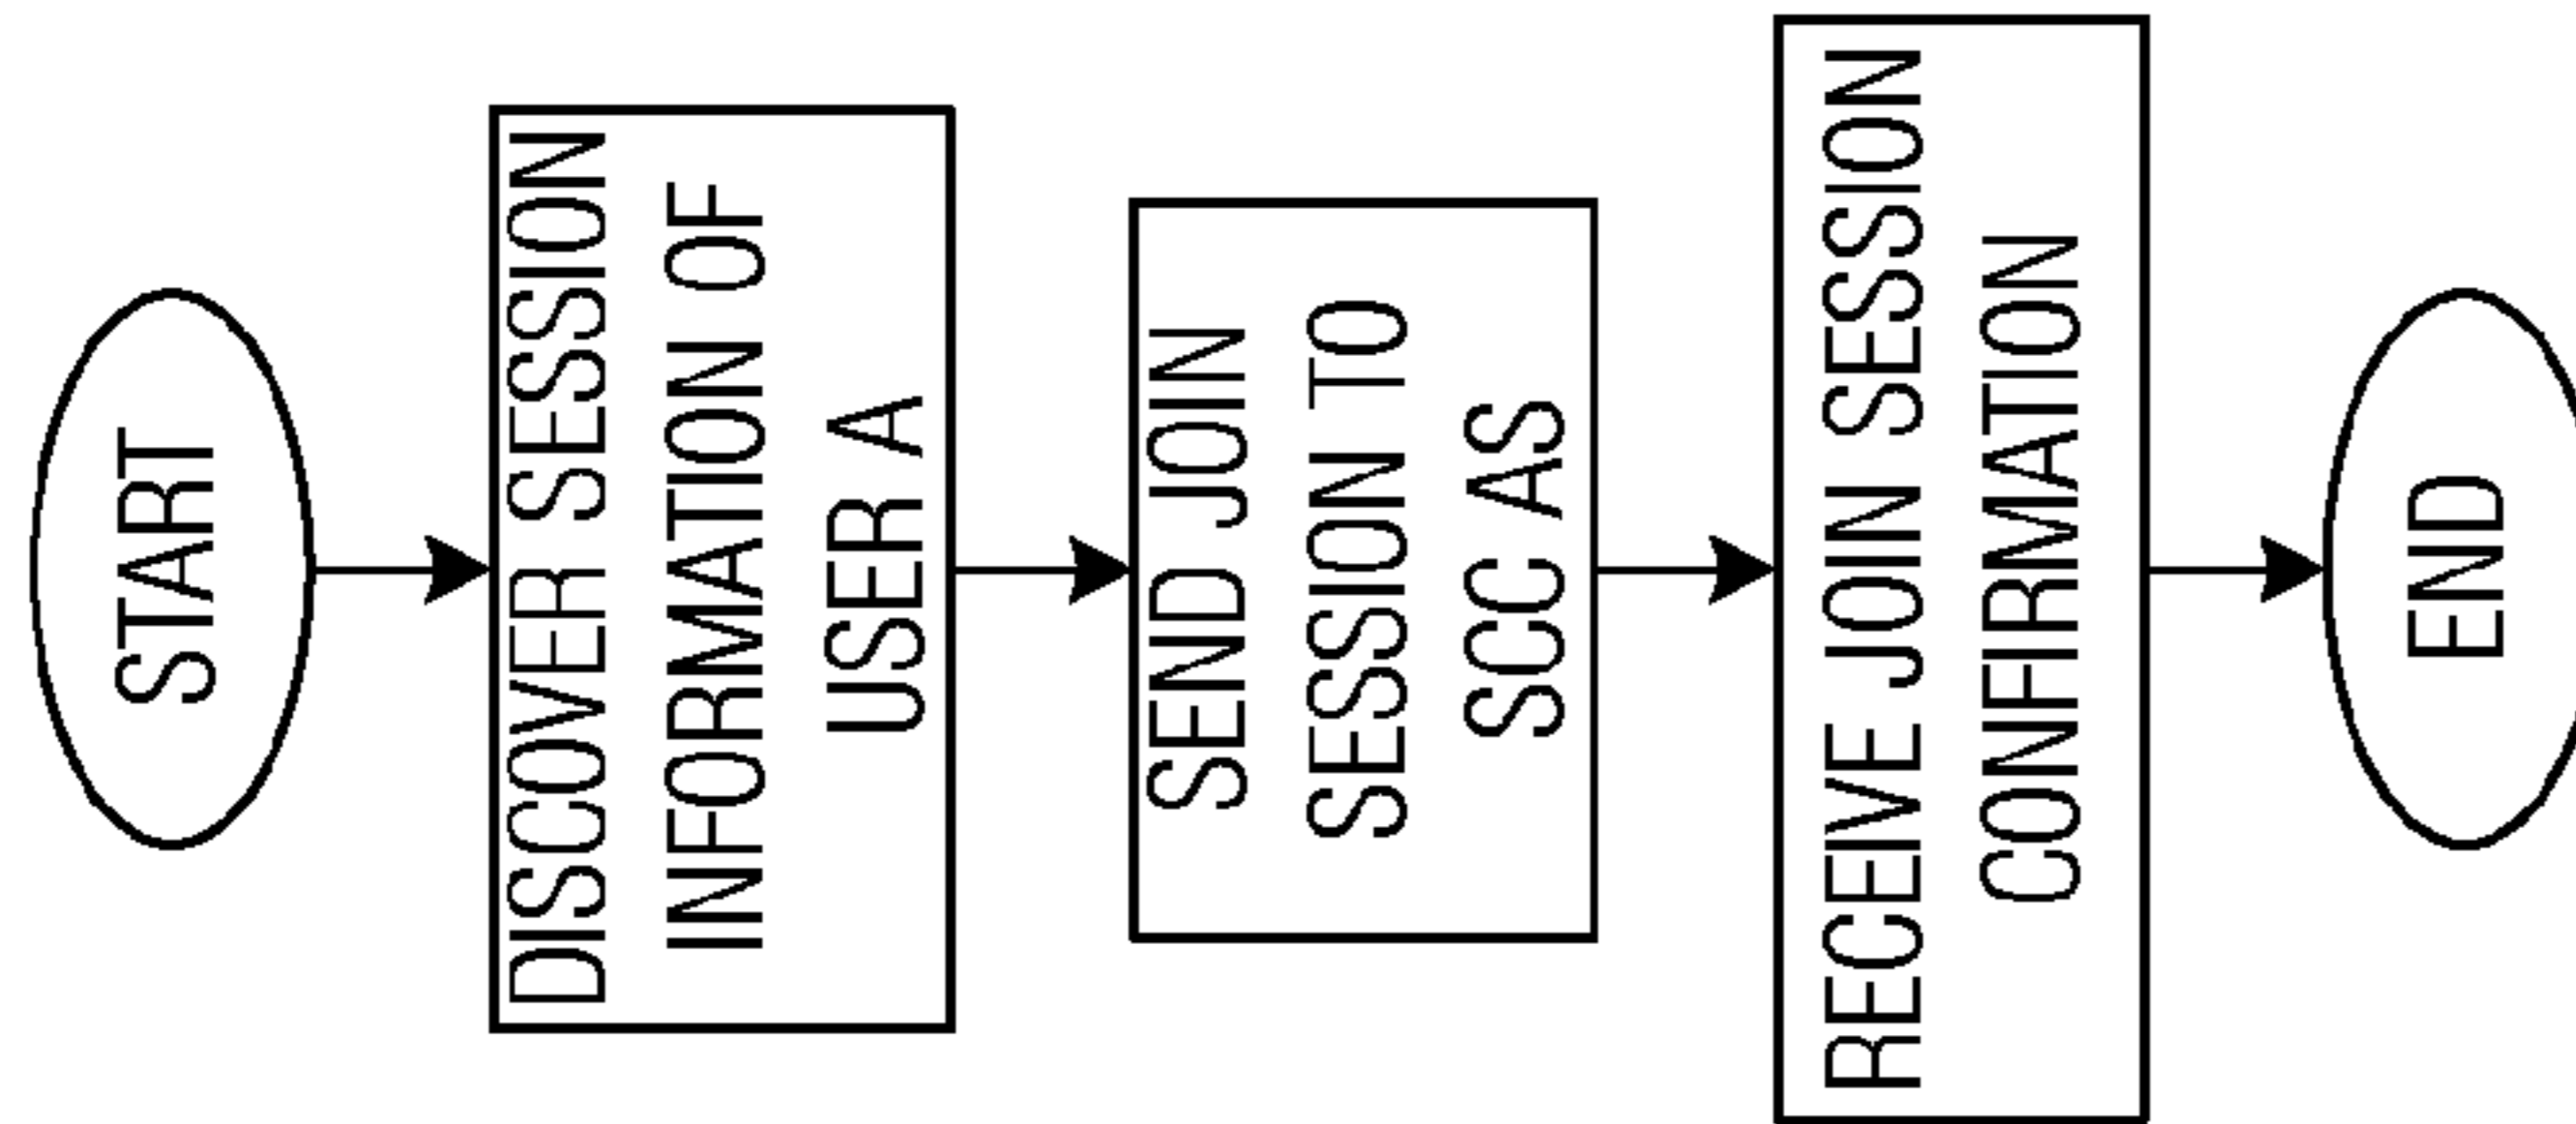 START
DISCOVER SESSION
INFORMATION OF
USER A
SEND JOIN
SESSION TO
SCC AS
RECEIVE JOIN SESSION
CONFIRMATION
END